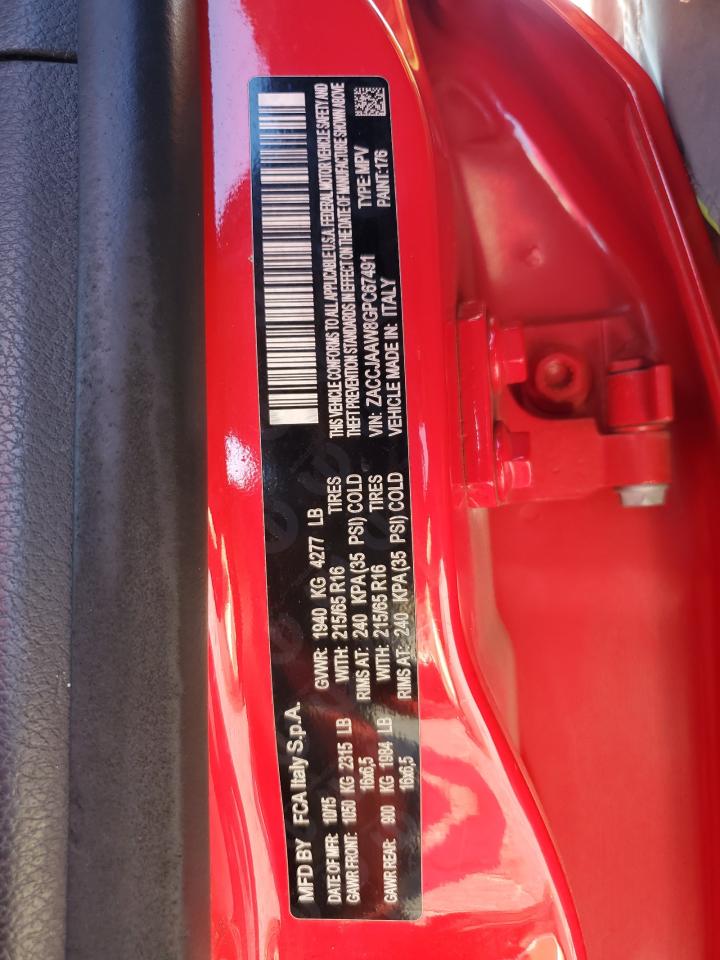 MFD BY FCA Italy S.p.A.
DATE OF MFR: 10/15 GVWR: 1940 KG 4277 LB
GAWR FRONT: 1050 KG 2315 LB WITH: 215/65 R16 TIRES
16x6,5 RIMS AT: 240 KPA (35 PSI) COLD
GAWR REAR: 900 KG 1984 LB WITH: 215/65 R16 TIRES
16x6,5 RIMS AT: 240 KPA (35 PSI) COLD
THIS VEHICLE CONFORMS TO ALL APPLICABLE U.S.A. FEDERAL MOTOR VEHICLE SAFETY AND
THEFT PREVENTION STANDARDS IN EFFECT ON THE DATE OF MANUFACTURE SHOWN ABOVE
VIN: ZACCJAAW8GPC67491 TYPE: MPV
VEHICLE MADE IN: ITALY PAINT: 176